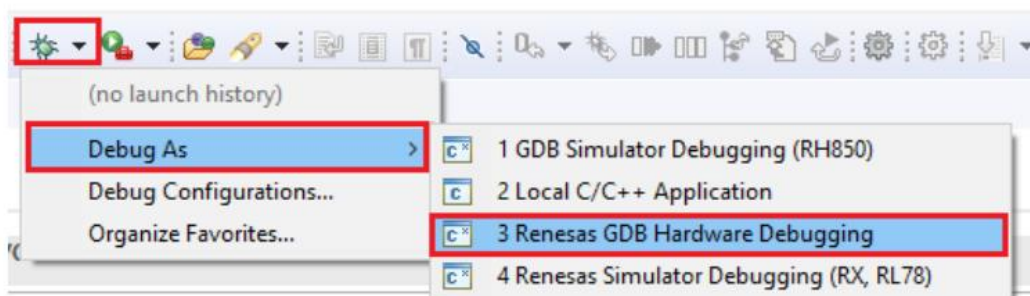 (no launch history)
Debug As
1 GDB Simulator Debugging (RH850)
Debug Configurations...
2 Local C/C++ Application
Organize Favorites...
3 Renesas GDB Hardware Debugging
4 Renesas Simulator Debugging (RX, RL78)